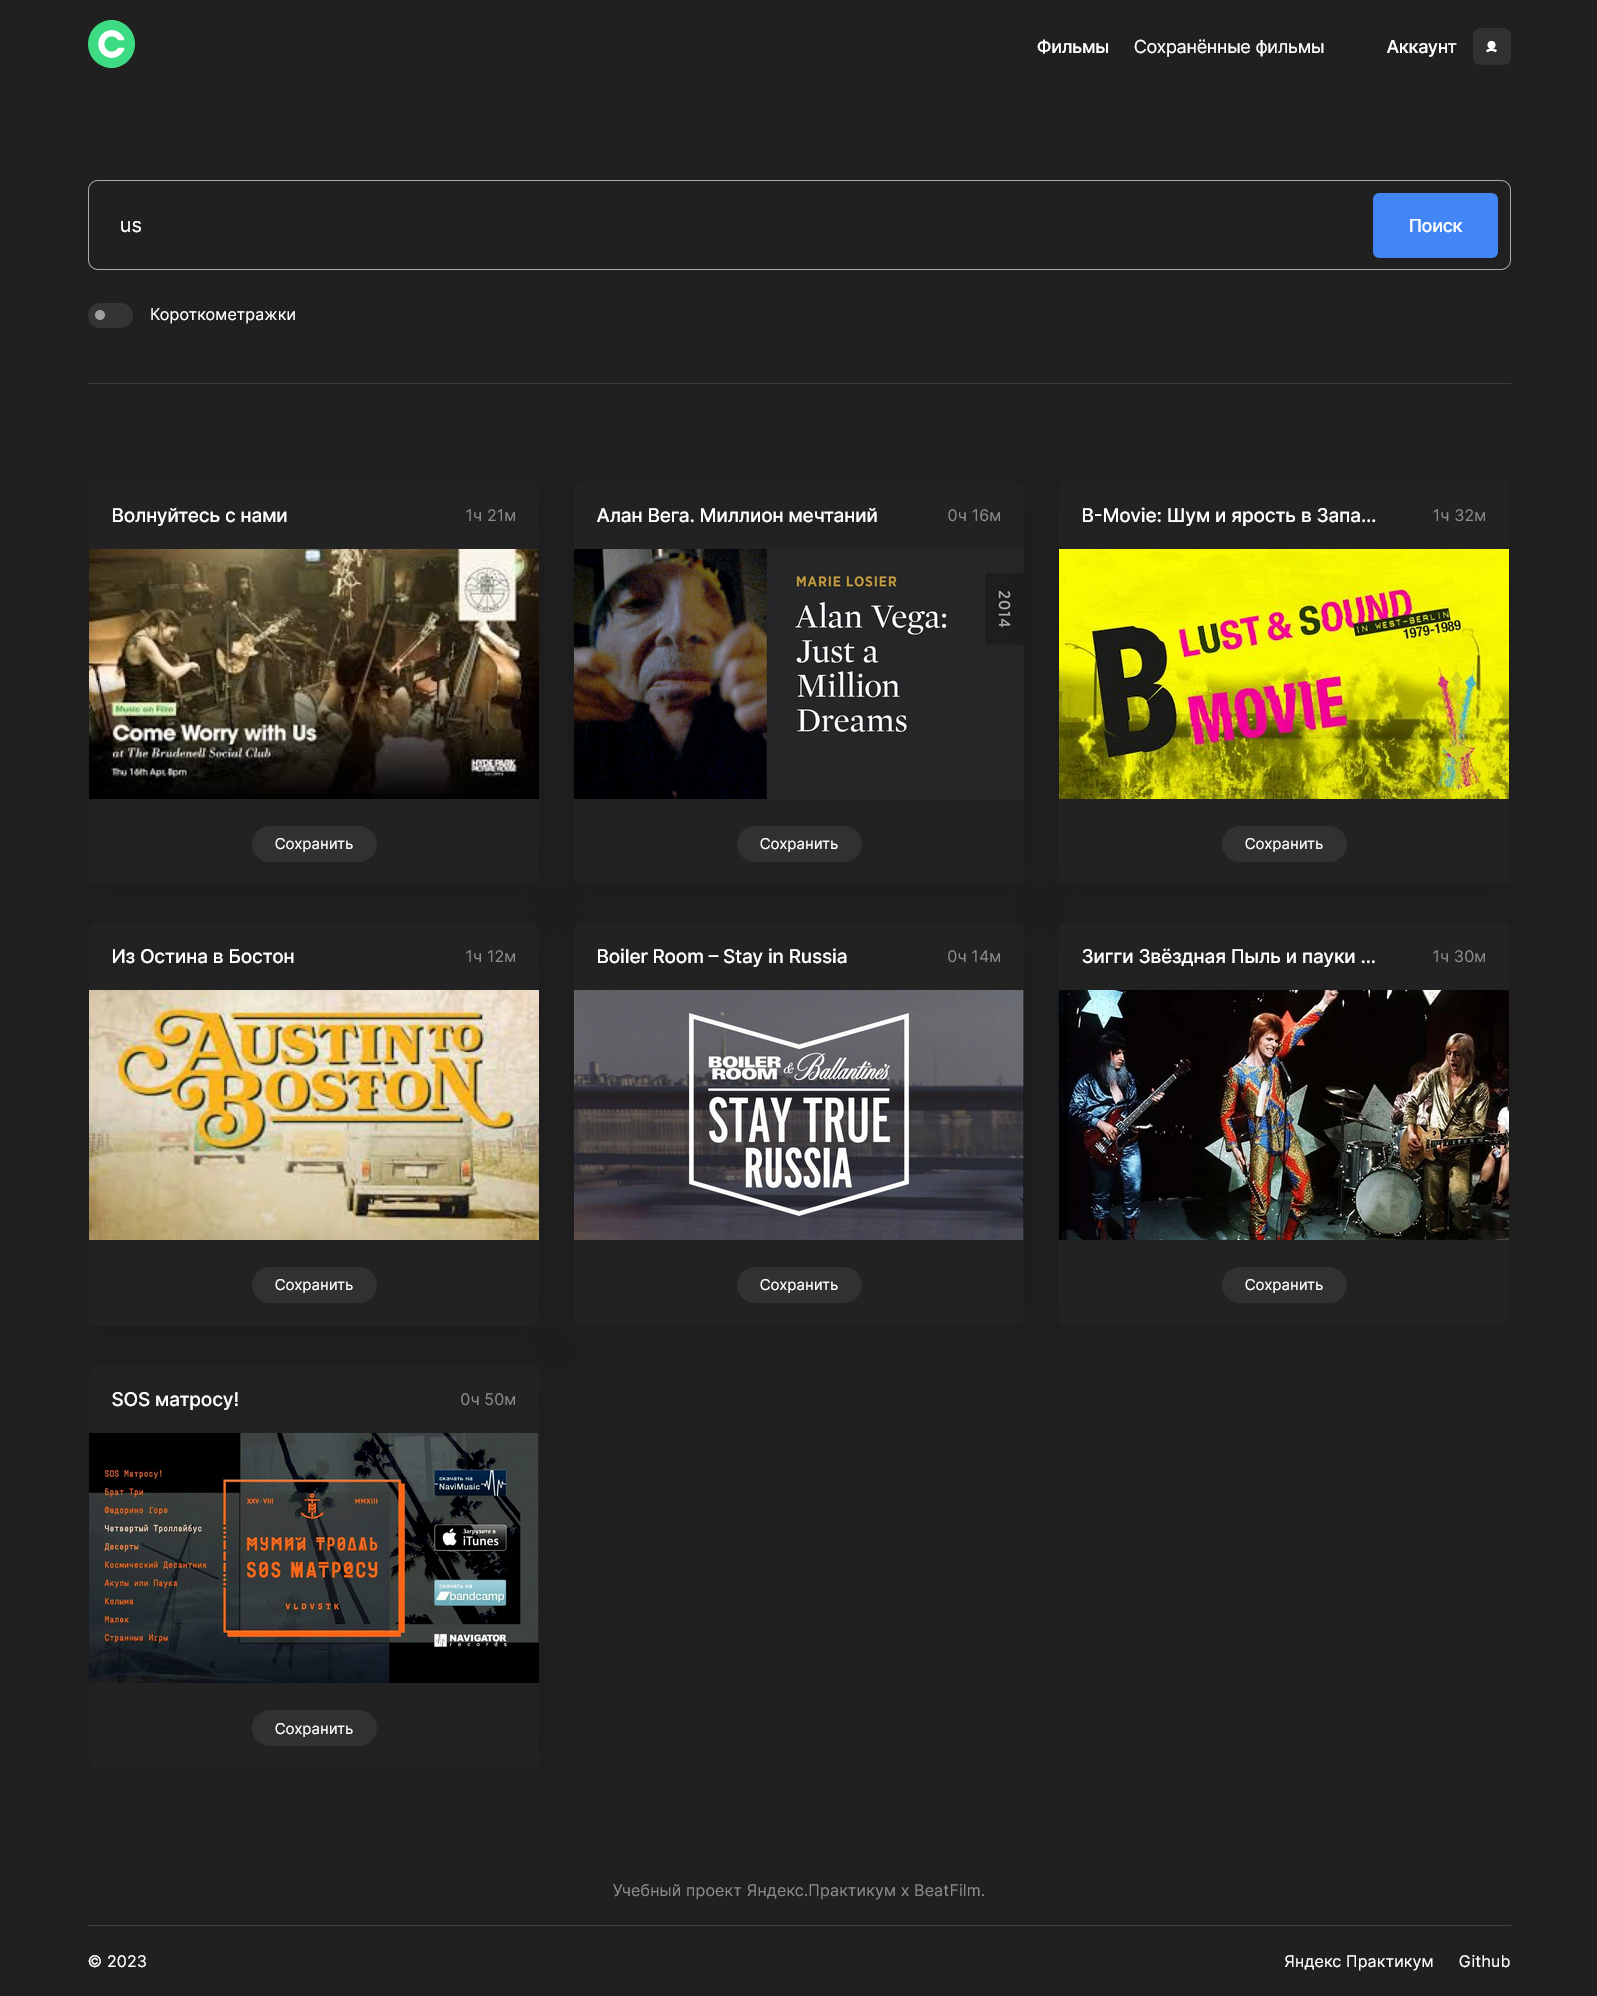 Фильмы Сохранённые фильмы Аккаунт
us
Поиск
Короткометражки
Волнуйтесь с нами 1ч 21м
Music on Film
Come Worry with Us
at The Brudenell Social Club
Thu 16th Apr, 8pm
HYDE PARK
PICTURE HOUSE
Сохранить
Алан Вега. Миллион мечтаний 0ч 16м
MARIE LOSIER
Alan Vega:
Just a
Million
Dreams
2014
Сохранить
B-Movie: Шум и ярость в Запа... 1ч 32м
B
LUST & SOUND
IN WEST-BERLIN
1979-1989
MOVIE
Сохранить
Из Остина в Бостон 1ч 12м
AUSTIN TO
BOSTON
Сохранить
Boiler Room – Stay in Russia 0ч 14м
BOILER
ROOM & Ballantine's
STAY TRUE
RUSSIA
Сохранить
Зигги Звёздная Пыль и пауки ... 1ч 30м
Сохранить
SOS матросу! 0ч 50м
SOS Матросу!
Брат Три
Федорино Горе
Четвертый Троллейбус
Десерты
Космический Десантник
Акулы или Паука
Колыма
Малек
Странные Игры
XXV·VIII MMXIII
МУМИЙ ТРОЛЛЬ
SOS МАТРОСУ
VLDVSTK
скачать на
NaviMusic
Загрузите в
iTunes
скачать на
bandcamp
NAVIGATOR
records
Сохранить
Учебный проект Яндекс.Практикум x BeatFilm.
© 2023 Яндекс Практикум Github